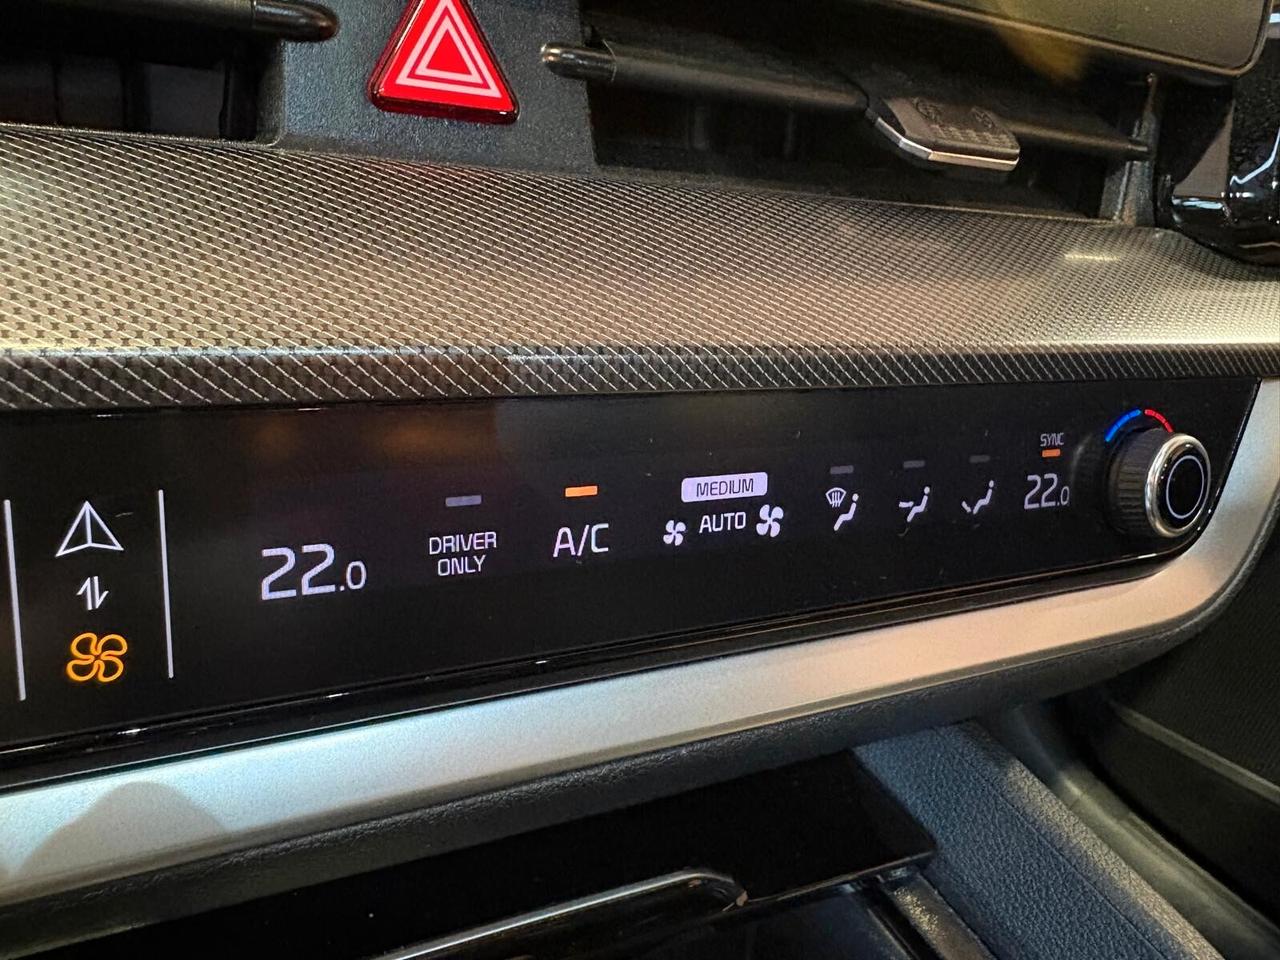 22.0
DRIVER
ONLY
A/C
MEDIUM
AUTO
SYNC
22.0